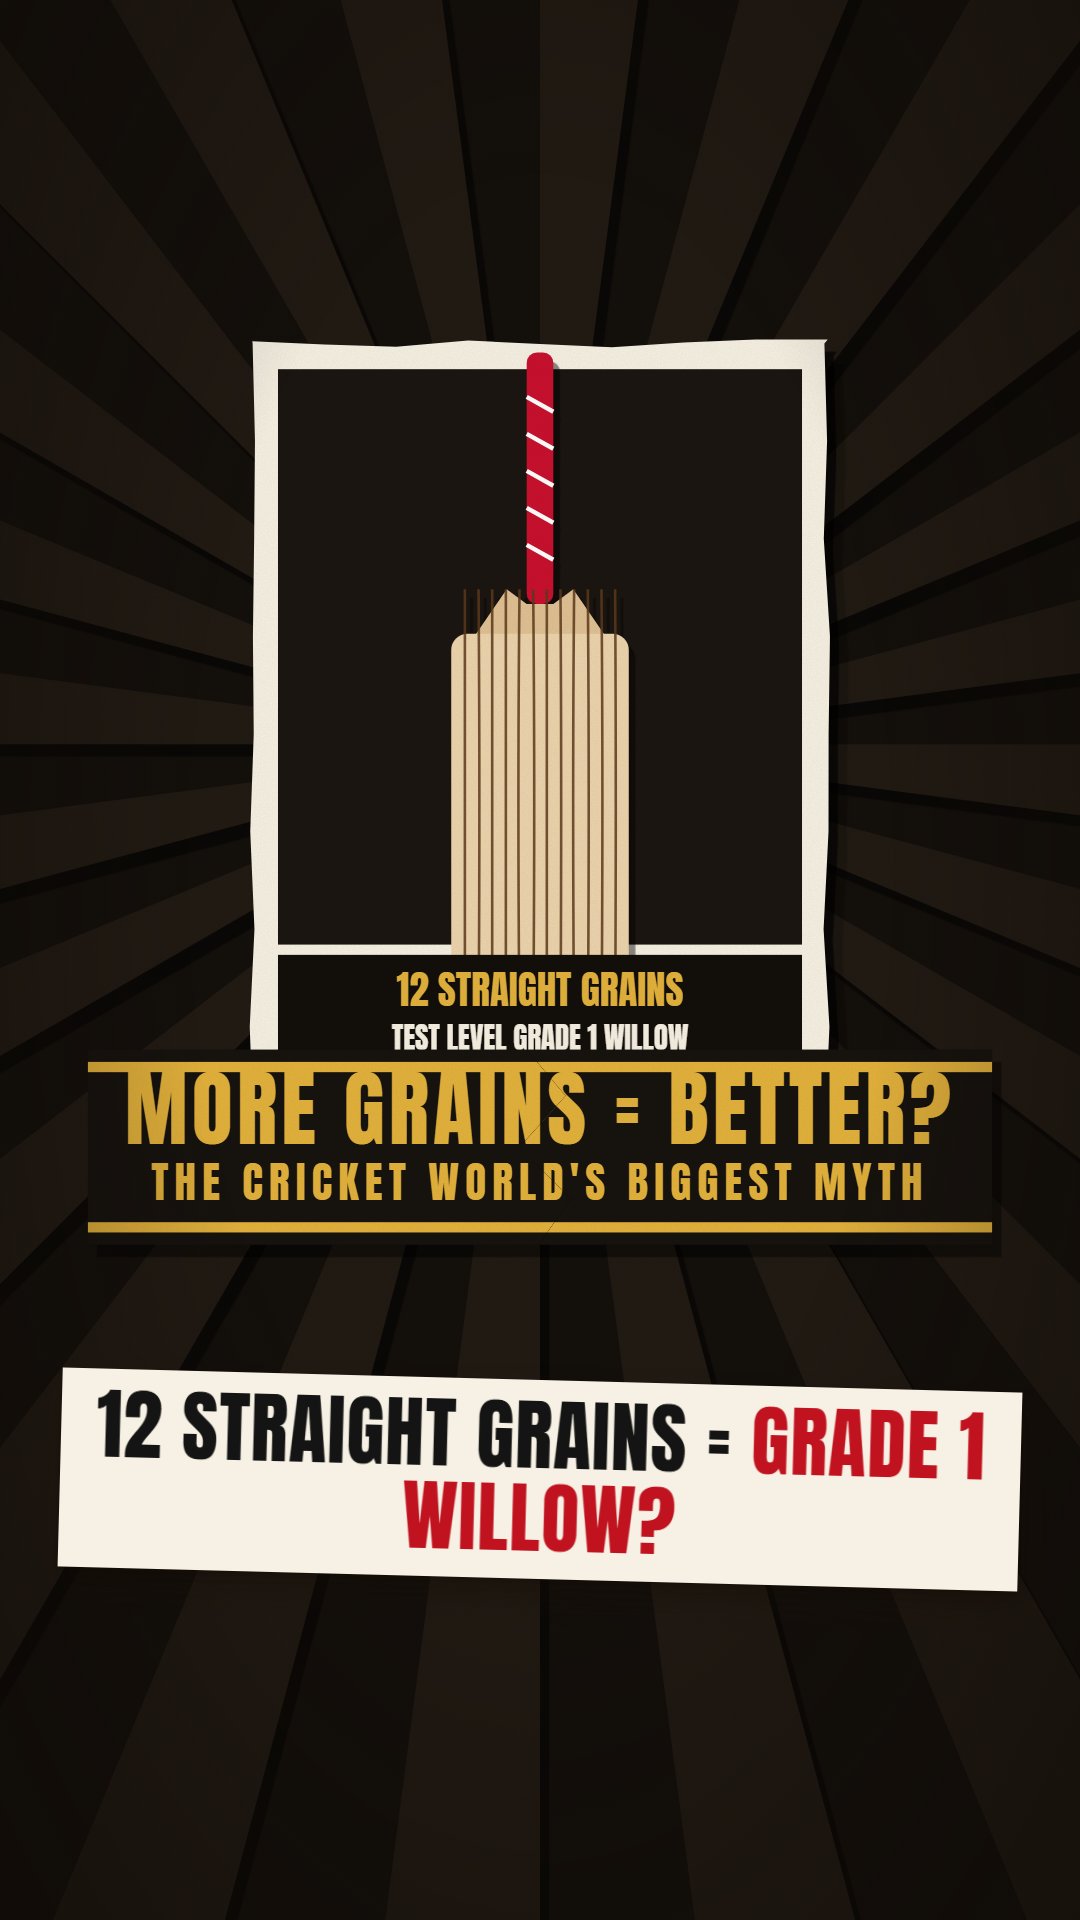 12 STRAIGHT GRAINS
TEST LEVEL GRADE 1 WILLOW
MORE GRAINS = BETTER?
THE CRICKET WORLD'S BIGGEST MYTH
12 STRAIGHT GRAINS = GRADE 1
WILLOW?